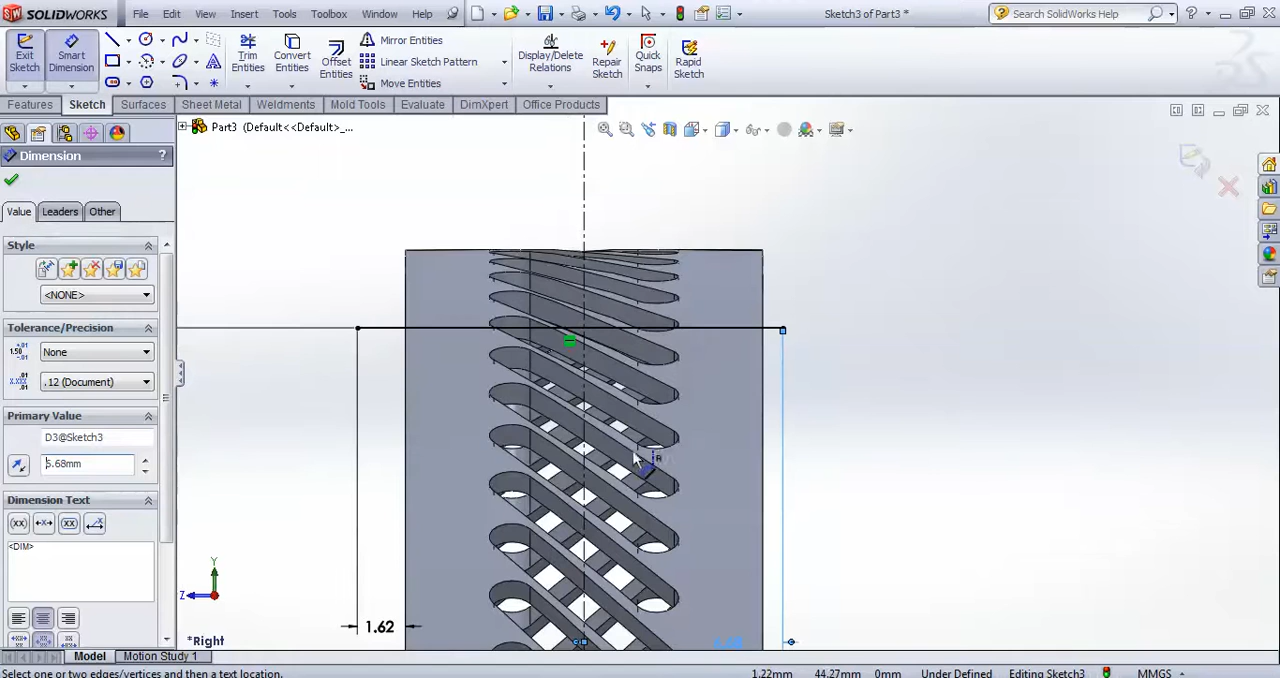 SOLIDWORKS File Edit View Insert Tools Toolbox Window Help Sketch3 of Part3 * Search SolidWorks Help
Exit Sketch
Smart Dimension
Trim Entities
Convert Entities
Offset Entities
Mirror Entities
Linear Sketch Pattern
Move Entities
Display/Delete Relations
Repair Sketch
Quick Snaps
Rapid Sketch
Features Sketch Surfaces Sheet Metal Weldments Mold Tools Evaluate DimXpert Office Products
Part3 (Default<<Default>_...
Dimension ?
Value Leaders Other
Style
<NONE>
Tolerance/Precision
None
.12 (Document)
Primary Value
D3@Sketch3
5.68mm
Dimension Text
(xx) (xx)
<DIM>
R
1.62
Y
Z
*Right
Model Motion Study 1
Select one or two edges/vertices and then a text location. 1.22mm 44.27mm 0mm Under Defined Editing Sketch3 MMGS